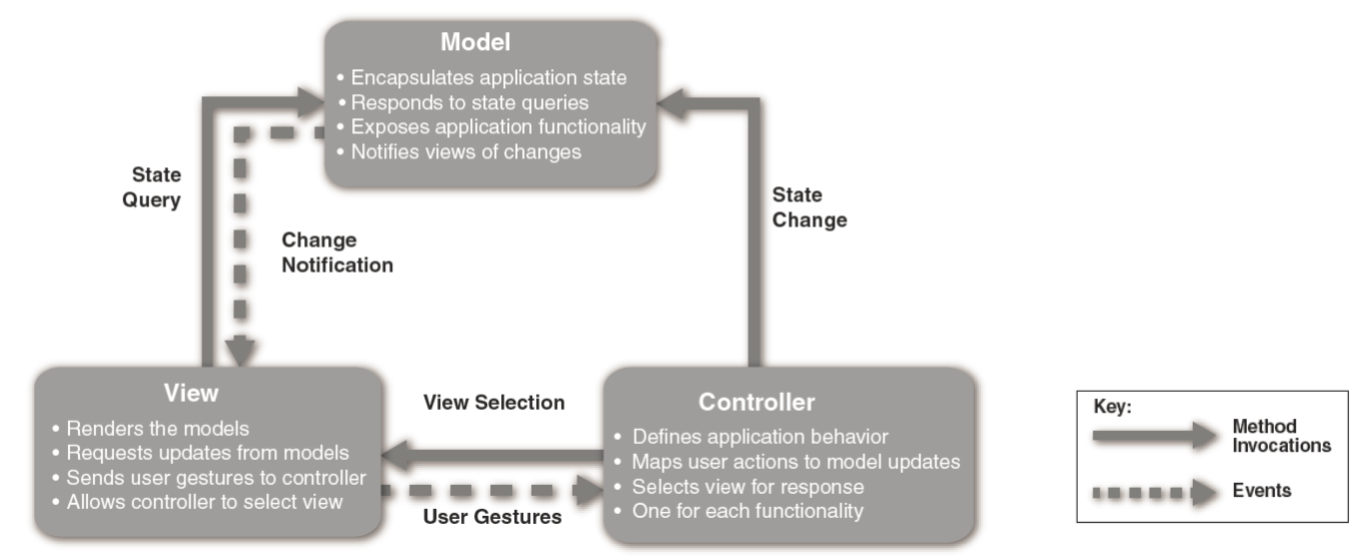 Model
• Encapsulates application state
• Responds to state queries
• Exposes application functionality
• Notifies views of changes
State
Query
Change
Notification
State
Change
View
• Renders the models
• Requests updates from models
• Sends user gestures to controller
• Allows controller to select view
View Selection
User Gestures
Controller
• Defines application behavior
• Maps user actions to model updates
• Selects view for response
• One for each functionality
Key:
Method
Invocations
Events